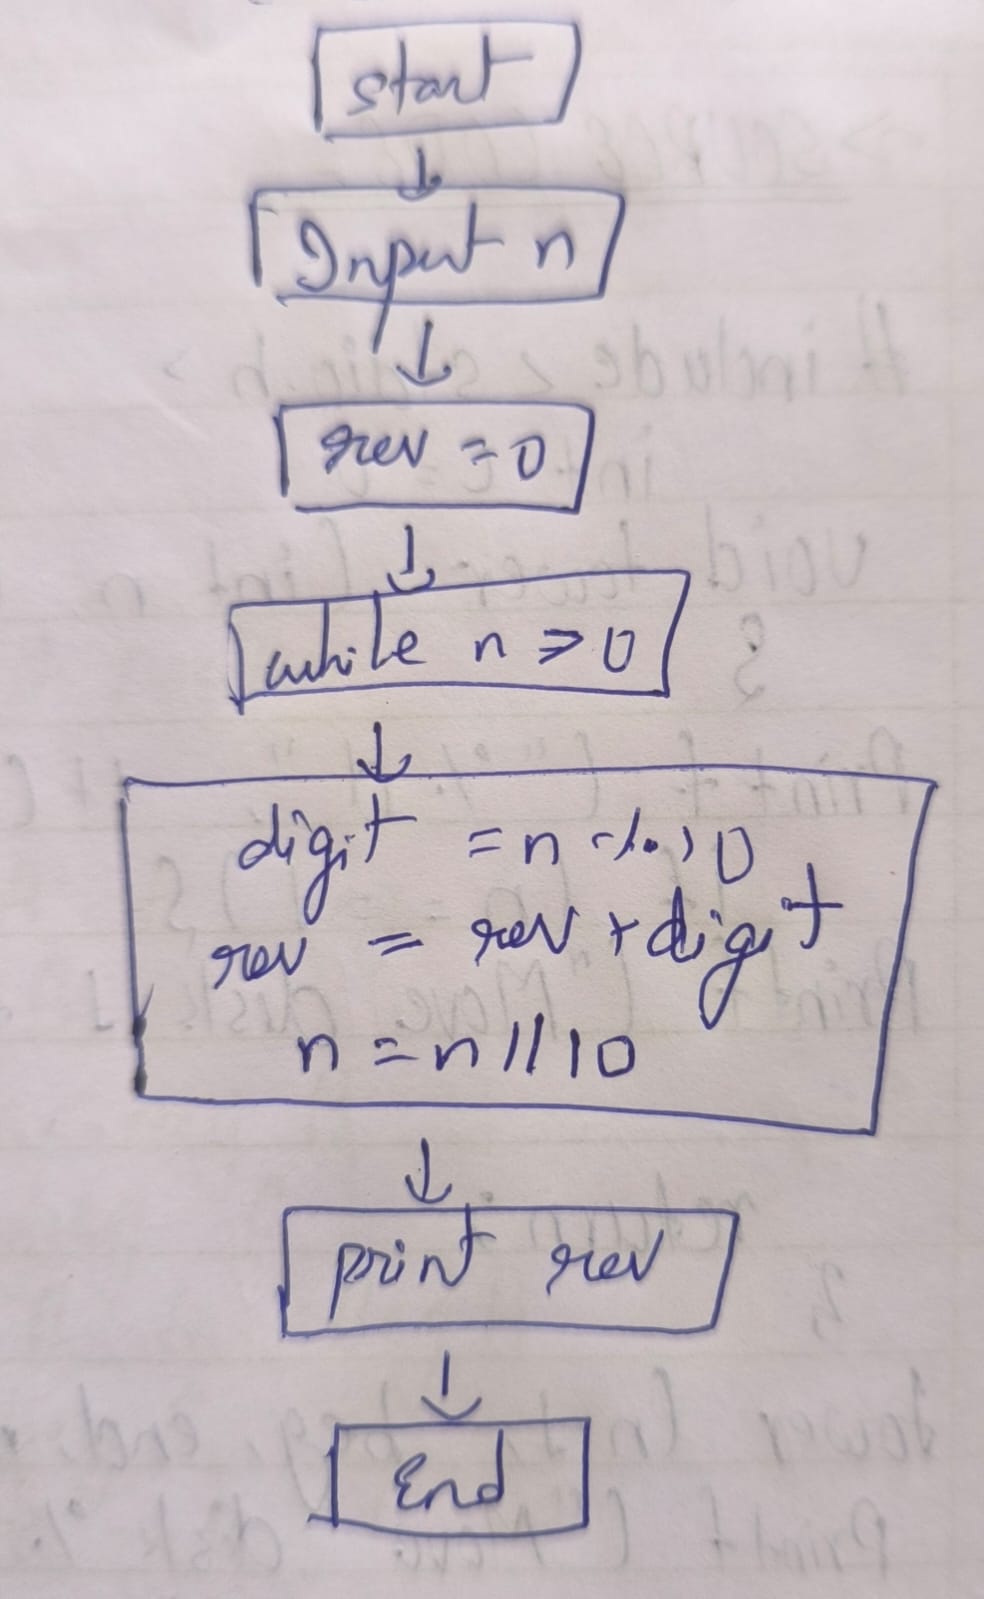 start
Input n
rev = 0
while n > 0
digit = n % 10
rev = rev + digit
n = n // 10
print rev
End